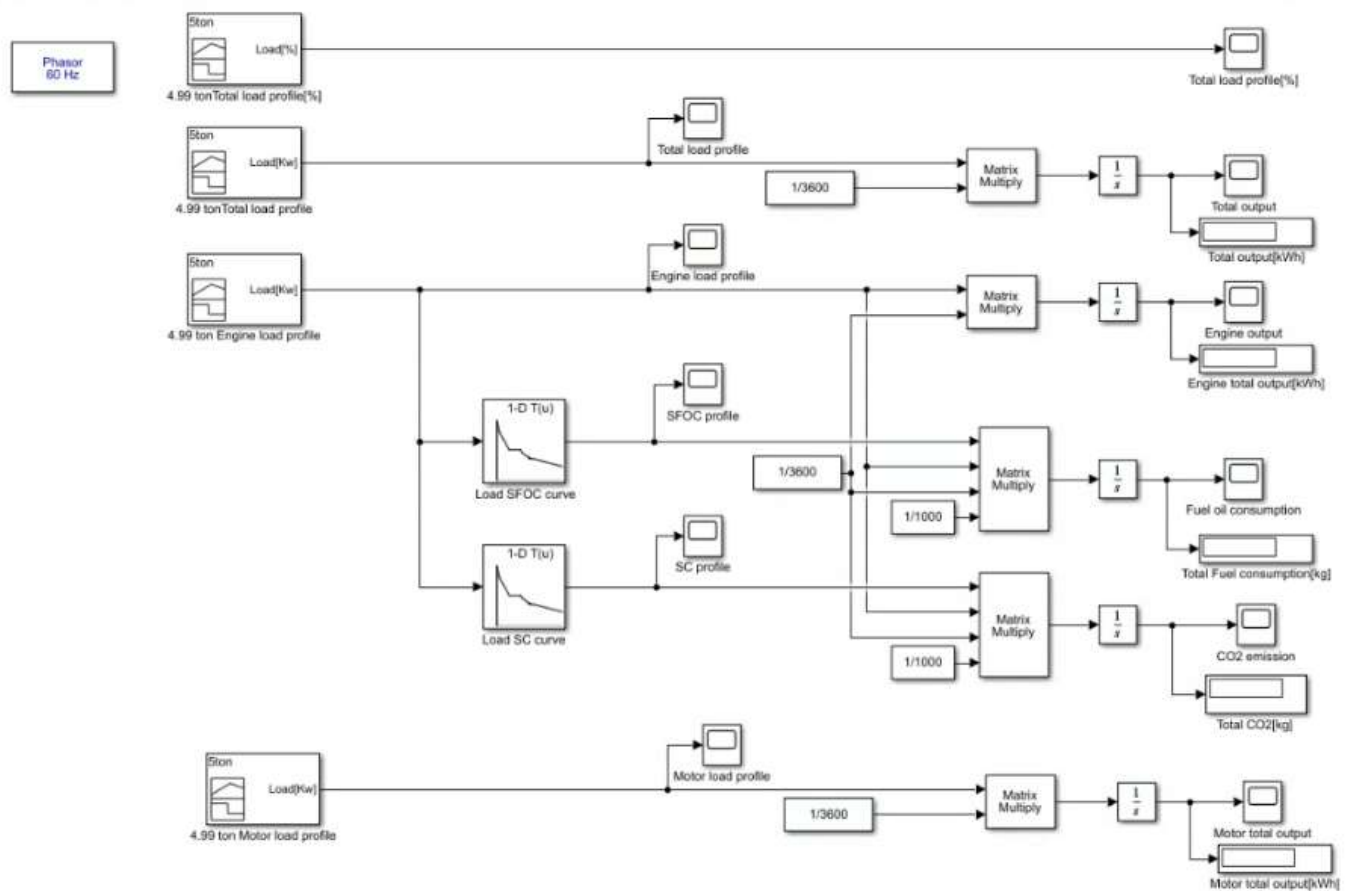 5ton
Load[%]
4.99 tonTotal load profile[%]
Phasor
60 Hz
Total load profile[%]
5ton
Load[Kw]
4.99 tonTotal load profile
Total load profile
1/3600
Matrix
Multiply
1
s
Total output
Total output[kWh]
5ton
Load[Kw]
4.99 ton Engine load profile
Engine load profile
Matrix
Multiply
1
s
Engine output
Engine total output[kWh]
1-D T(u)
Load SFOC curve
SFOC profile
1/3600
1/1000
Matrix
Multiply
1
s
Fuel oil consumption
Total Fuel consumption[kg]
1-D T(u)
Load SC curve
SC profile
1/1000
Matrix
Multiply
1
s
CO2 emission
Total CO2[kg]
5ton
Load[Kw]
4.99 ton Motor load profile
Motor load profile
1/3600
Matrix
Multiply
1
s
Motor total output
Motor total output[kWh]